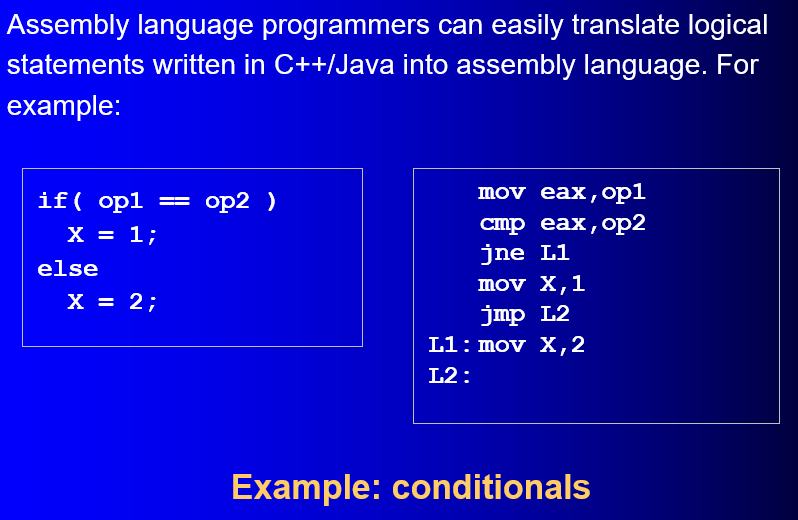 Assembly language programmers can easily translate logical
statements written in C++/Java into assembly language. For
example:
if( op1 == op2 )
X = 1;
else
X = 2;
mov eax,op1
cmp eax,op2
jne L1
mov X,1
jmp L2
L1: mov X,2
L2:
Example: conditionals